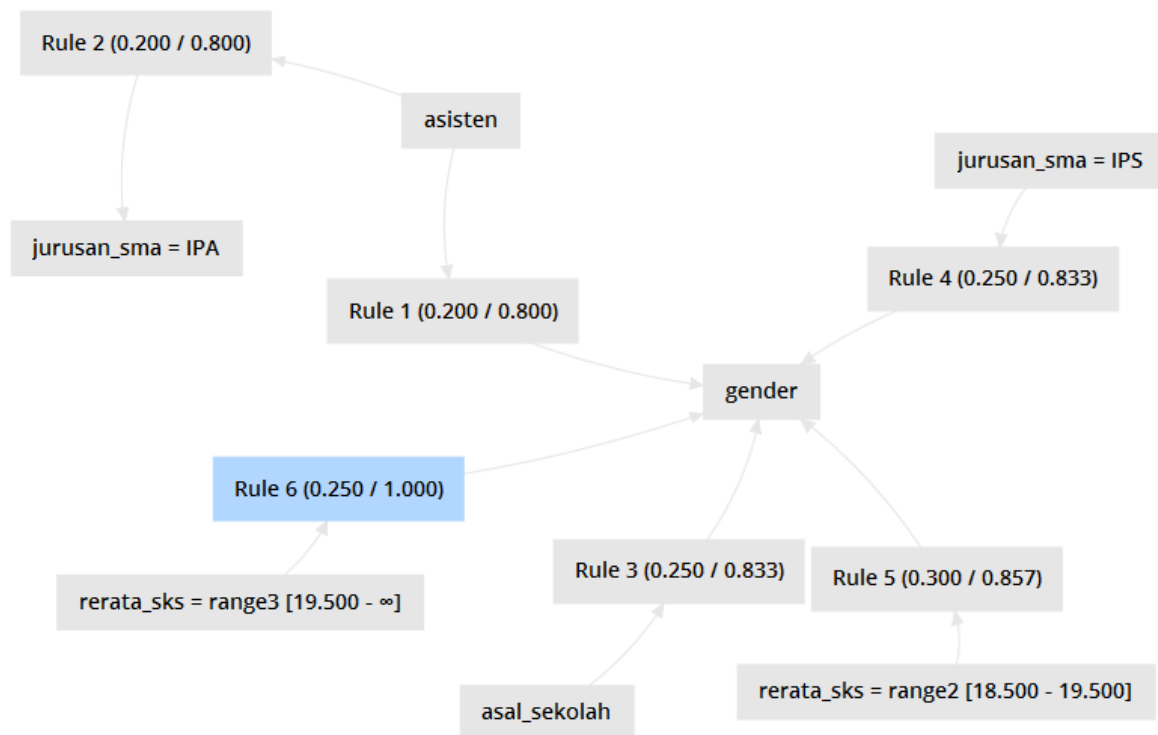 Rule 2 (0.200 / 0.800)
asisten
jurusan_sma = IPS
jurusan_sma = IPA
Rule 4 (0.250 / 0.833)
Rule 1 (0.200 / 0.800)
gender
Rule 6 (0.250 / 1.000)
Rule 3 (0.250 / 0.833)
Rule 5 (0.300 / 0.857)
rerata_sks = range3 [19.500 - ∞]
rerata_sks = range2 [18.500 - 19.500]
asal_sekolah